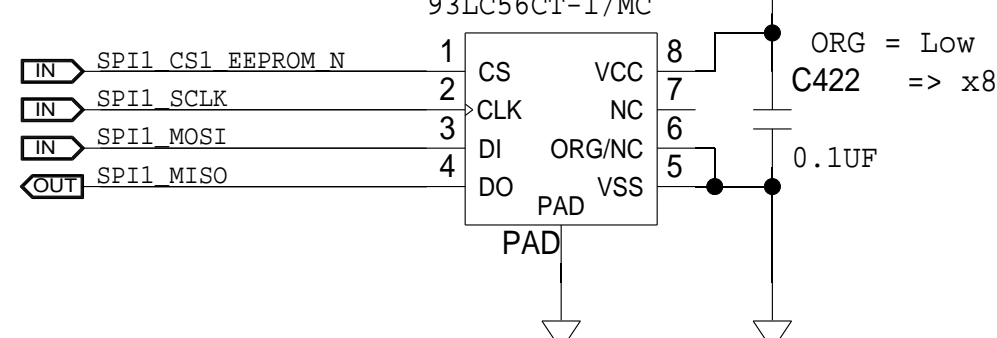 93LC56CT-I/MC
IN SPI1_CS1_EEPROM_N 1 CS VCC 8
IN SPI1_SCLK 2 CLK NC 7
IN SPI1_MOSI 3 DI ORG/NC 6
OUT SPI1_MISO 4 DO VSS 5
PAD
PAD
ORG = Low
C422 => x8
0.1UF